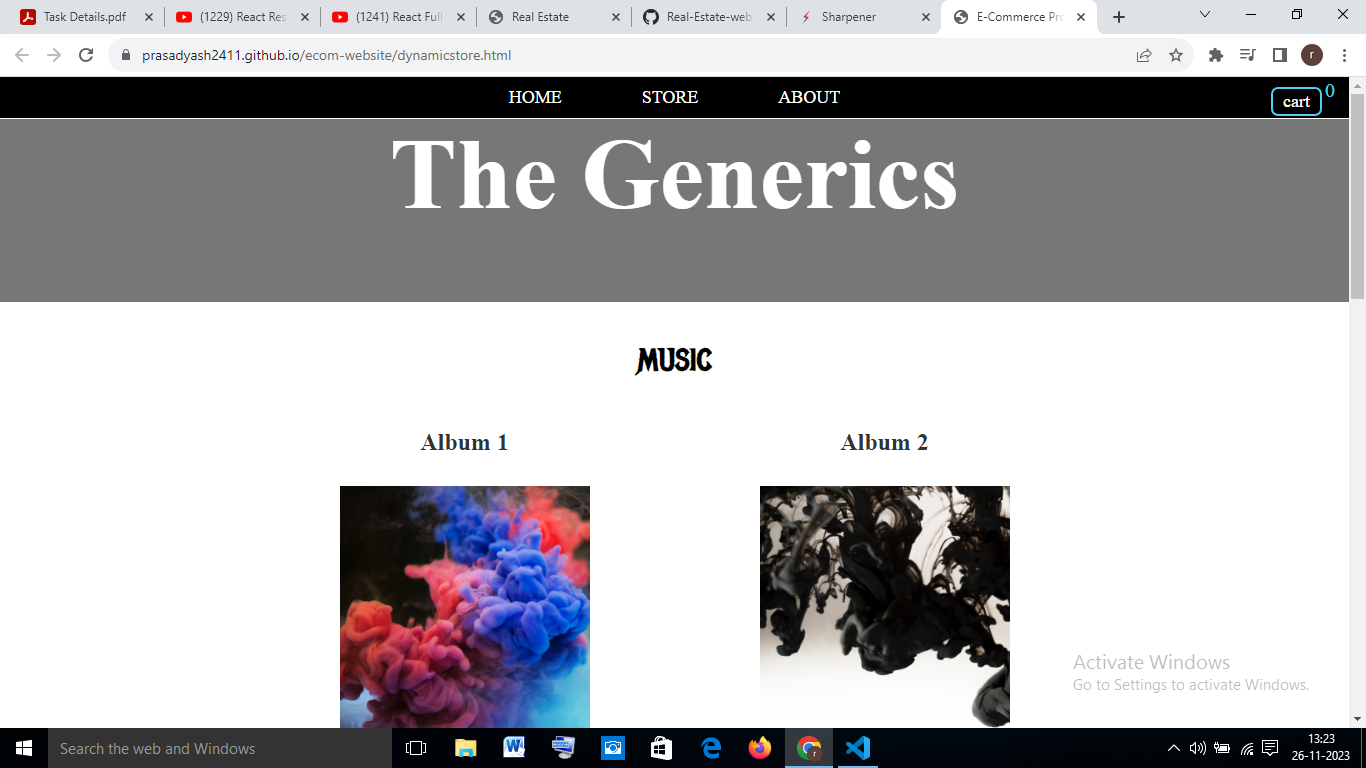 Task Details.pdf
(1229) React Res
(1241) React Full
Real Estate
Real-Estate-web
Sharpener
E-Commerce Pro
prasadyash2411.github.io/ecom-website/dynamicstore.html
r
HOME STORE ABOUT
cart 0
The Generics
MUSIC
Album 1 Album 2
Activate Windows
Go to Settings to activate Windows.
Search the web and Windows
13:23
26-11-2023